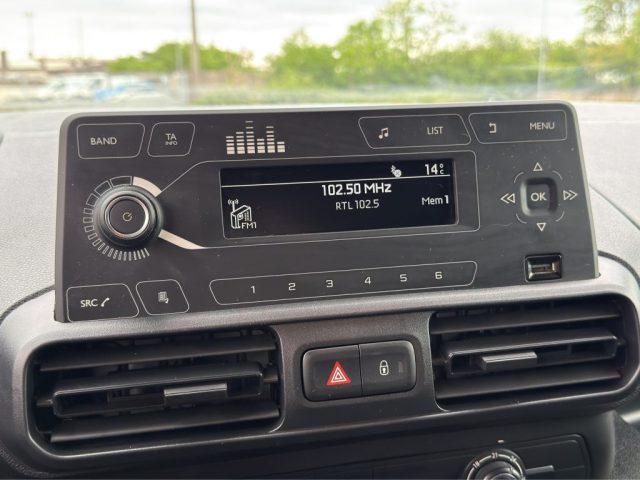 BAND
TA
INFO
LIST
MENU
14°C
102.50 MHz
RTL 102.5
Mem 1
FM1
OK
SRC
1 2 3 4 5 6